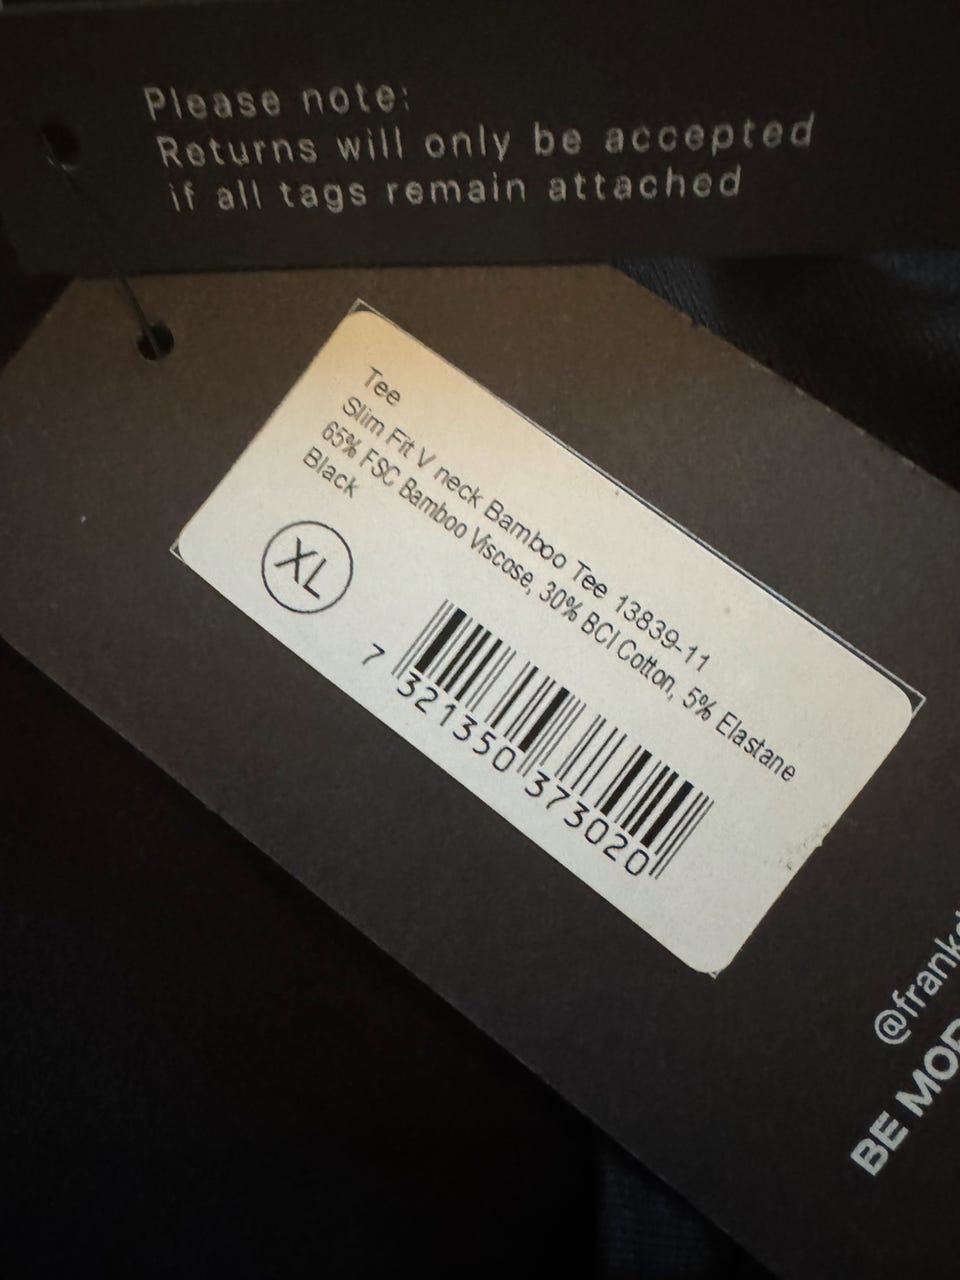 Please note:
Returns will only be accepted
if all tags remain attached
Tee
Slim Fit V neck Bamboo Tee 13839-11
65% FSC Bamboo Viscose, 30% BCI Cotton, 5% Elastane
Black
XL
7 321350 373020
BE